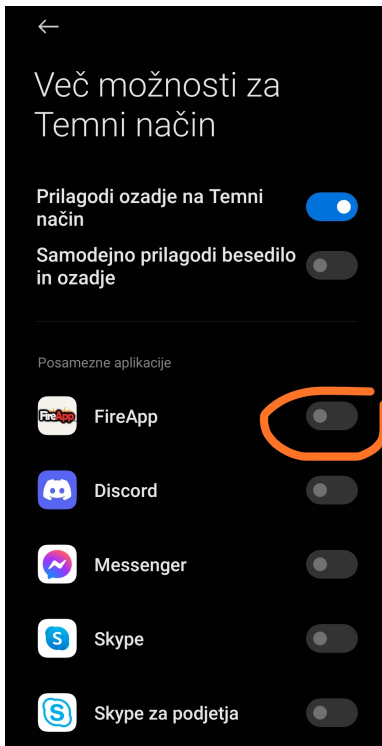 Več možnosti za
Temni način
Prilagodi ozadje na Temni
način
Samodejno prilagodi besedilo
in ozadje
Posamezne aplikacije
FireApp
FireApp
Discord
Messenger
S
Skype
S
Skype za podjetja